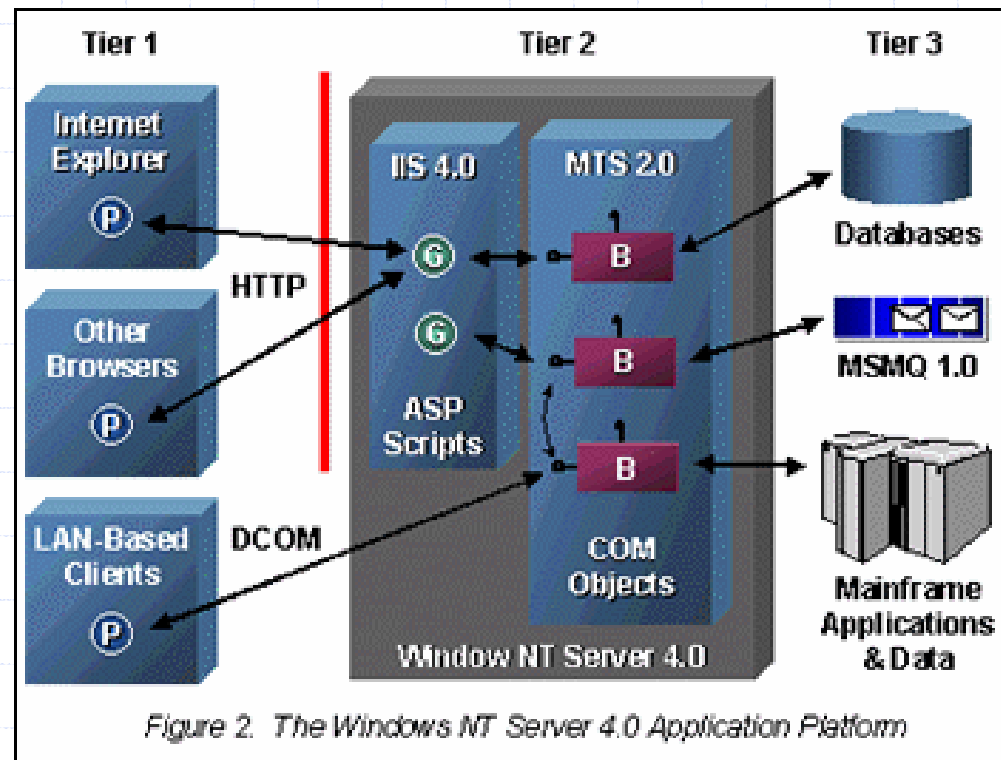 Tier 1
Tier 2
Tier 3
Internet
Explorer
P
HTTP
Other
Browsers
P
LAN-Based
Clients
DCOM
P
IIS 4.0
G
G
ASP
Scripts
MTS 2.0
B
B
B
COM
Objects
Window NT Server 4.0
Databases
MSMQ 1.0
Mainframe
Applications
& Data
Figure 2. The Windows NT Server 4.0 Application Platform